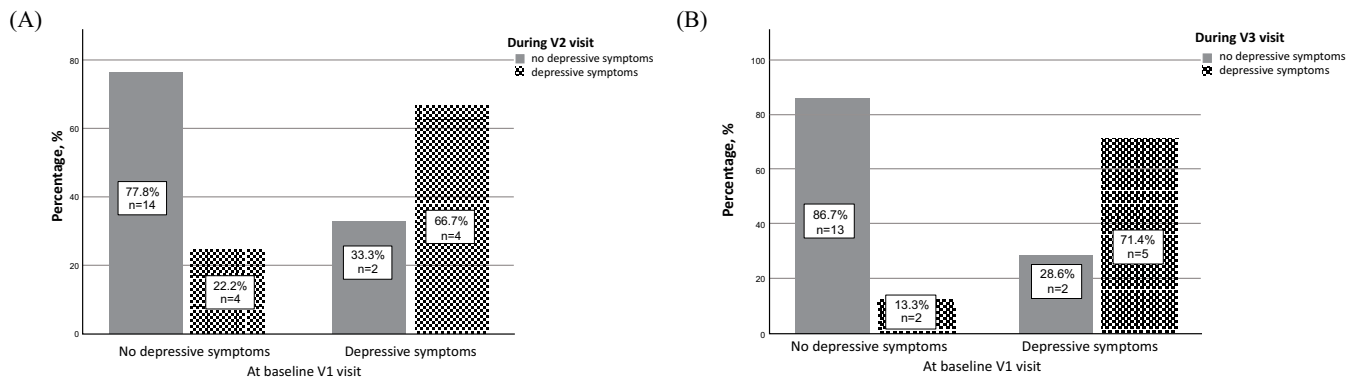 (A)
During V2 visit
no depressive symptoms
depressive symptoms
Percentage, %
80
60
40
20
0
77.8%
n=14
22.2%
n=4
33.3%
n=2
66.7%
n=4
No depressive symptoms
Depressive symptoms
At baseline V1 visit
(B)
During V3 visit
no depressive symptoms
depressive symptoms
Percentage, %
100
80
60
40
20
0
86.7%
n=13
13.3%
n=2
28.6%
n=2
71.4%
n=5
No depressive symptoms
Depressive symptoms
At baseline V1 visit